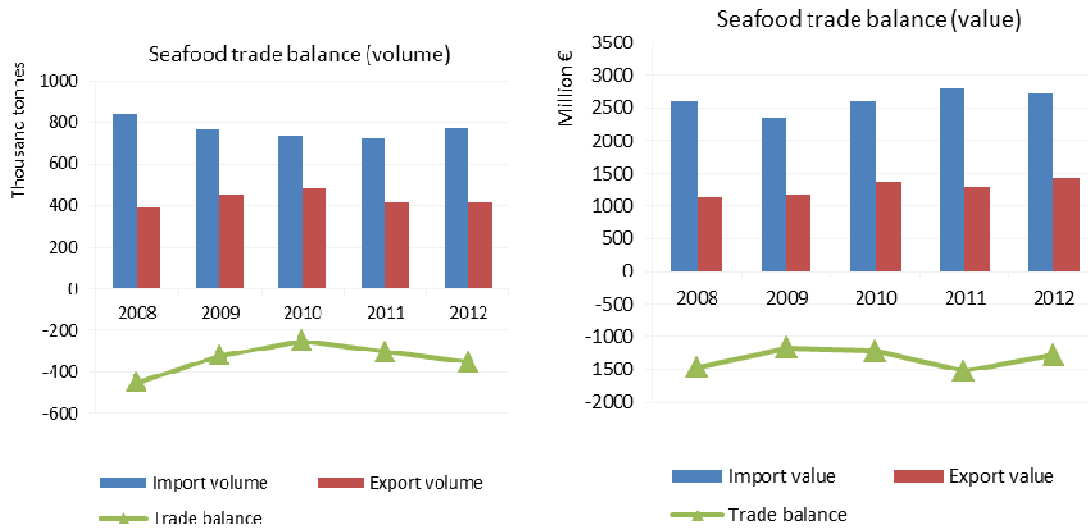 Seafood trade balance (volume)
Thousand tonnes
1000
800
600
400
200
0
-200
-400
-600
2008 2009 2010 2011 2012
Import volume Export volume
Trade balance
Seafood trade balance (value)
Million €
3500
3000
2500
2000
1500
1000
500
0
-500
-1000
-1500
-2000
2008 2009 2010 2011 2012
Import value Export value
Trade balance